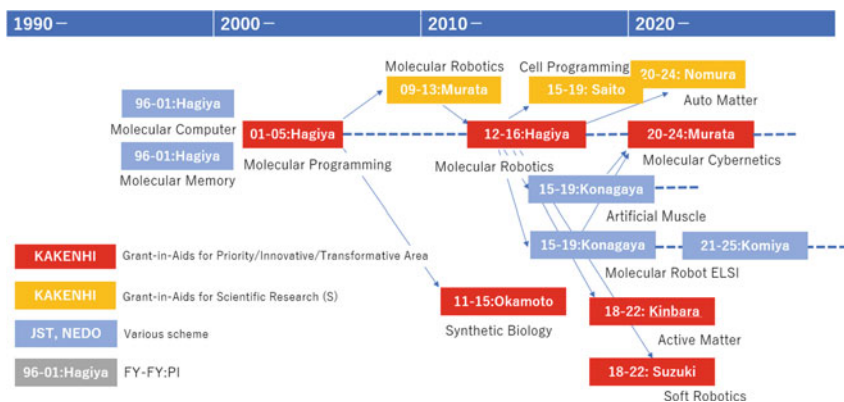 1990－
2000－
2010－
2020－
Molecular Robotics
Cell Programming
09-13:Murata
15-19: Saito
20-24: Nomura
Auto Matter
96-01:Hagiya
Molecular Computer
01-05:Hagiya
12-16:Hagiya
20-24:Murata
96-01:Hagiya
Molecular Programming
Molecular Robotics
Molecular Cybernetics
Molecular Memory
15-19:Konagaya
Artificial Muscle
15-19:Konagaya
21-25:Komiya
Molecular Robot ELSI
KAKENHI
Grant-in-Aids for Priority/Innovative/Transformative Area
KAKENHI
Grant-in-Aids for Scientific Research (S)
11-15:Okamoto
Synthetic Biology
18-22: Kinbara
Active Matter
JST, NEDO
Various scheme
96-01:Hagiya
FY-FY:PI
18-22: Suzuki
Soft Robotics